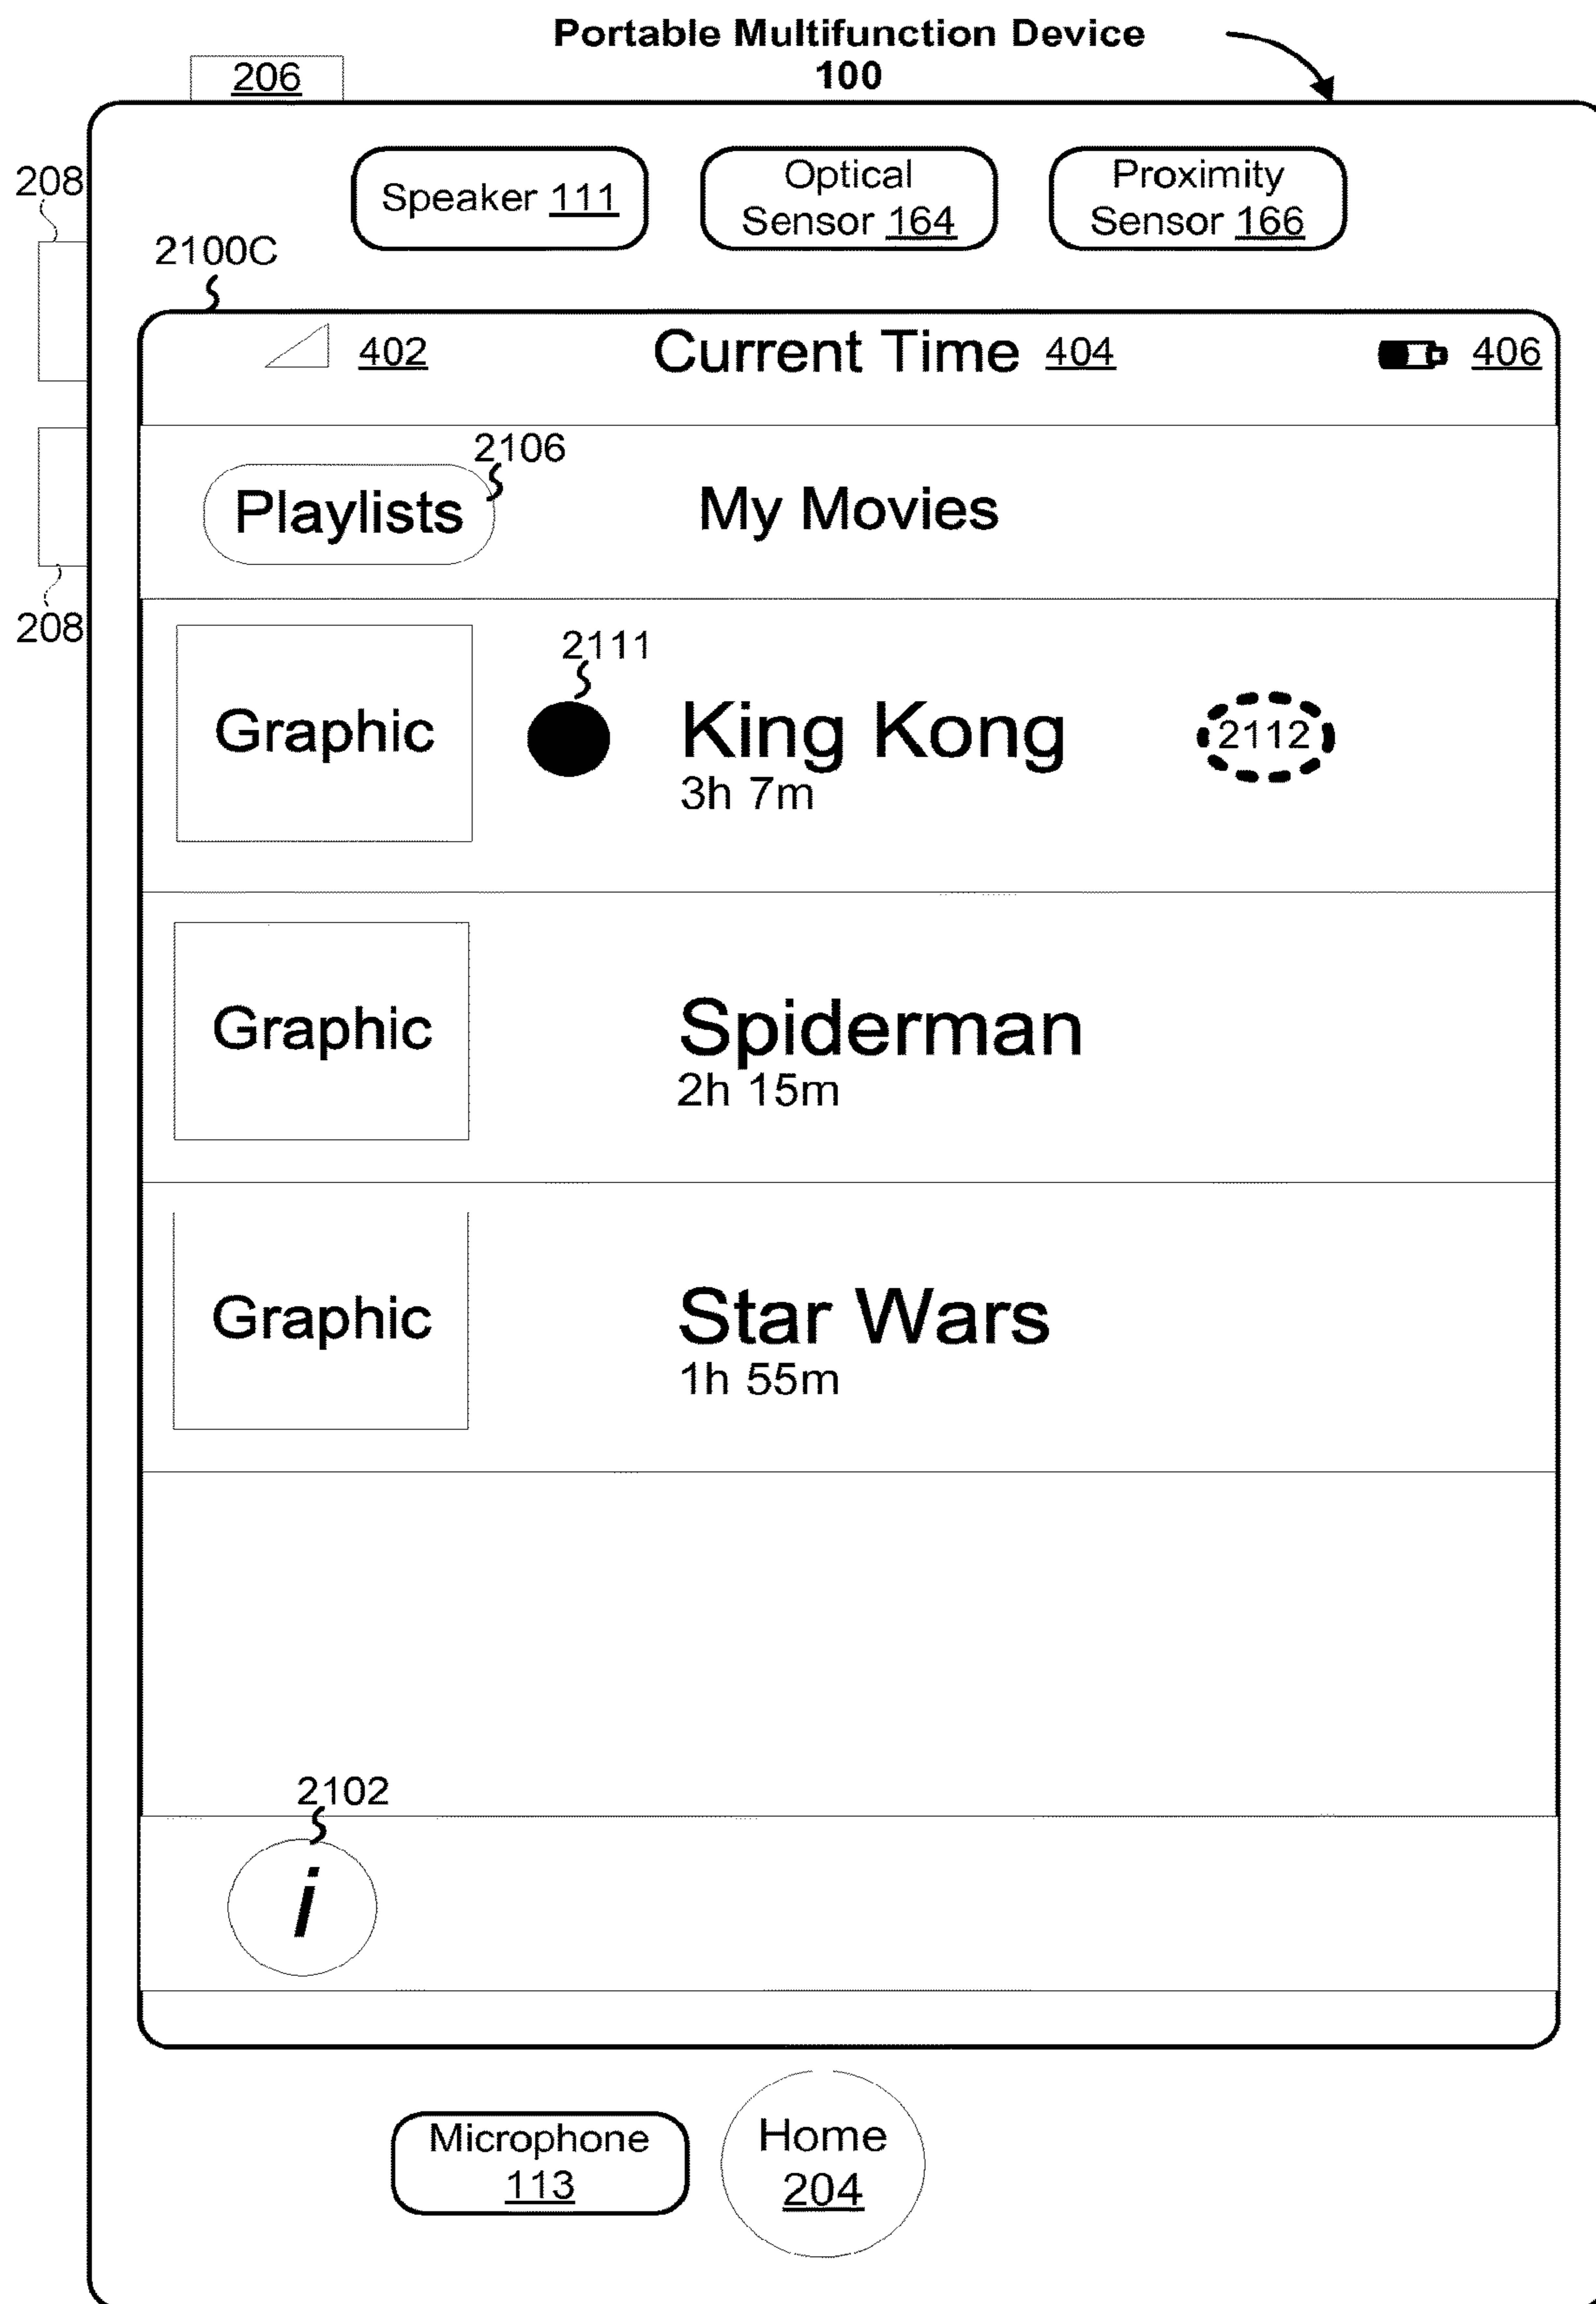 Portable Multifunction Device
100
206
208
Speaker 111
Optical
Sensor 164
Proximity
Sensor 166
2100C
402
Current Time 404
406
2106
Playlists
My Movies
208
2111
Graphic
King Kong
3h 7m
2112
Graphic
Spiderman
2h 15m
Graphic
Star Wars
1h 55m
2102
i
Microphone
113
Home
204